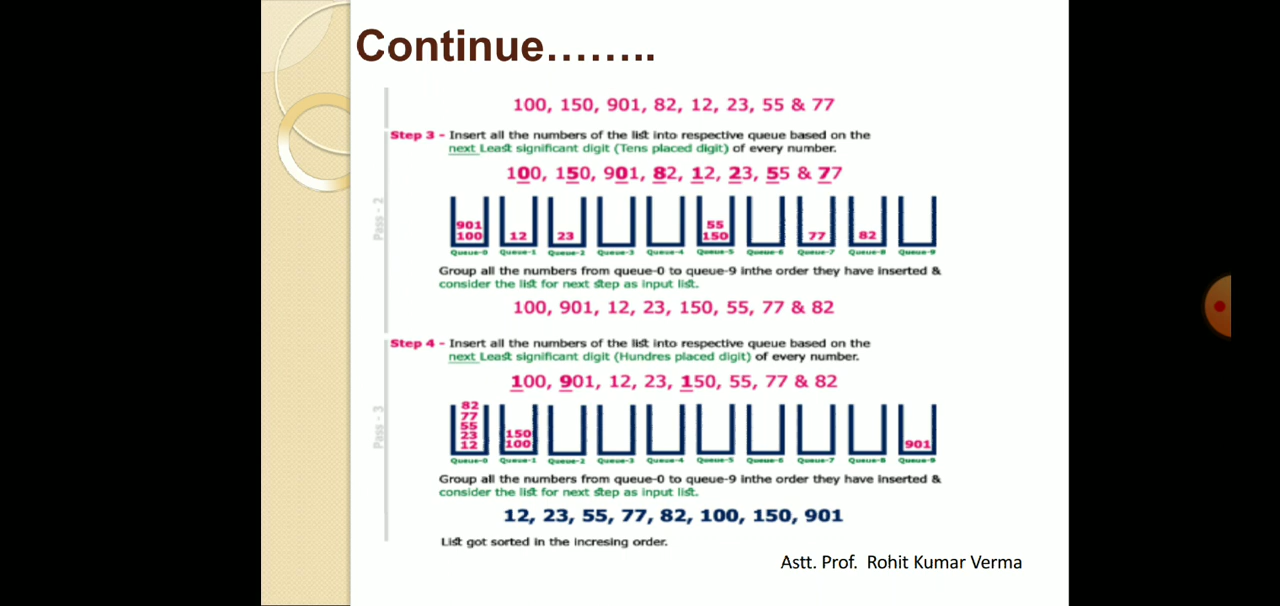 Continue……..
100, 150, 901, 82, 12, 23, 55 & 77
Step 3 - Insert all the numbers of the list into respective queue based on the
next Least significant digit (Tens placed digit) of every number.
100, 150, 901, 82, 12, 23, 55 & 77
Pass - 2
901 55
100 12 23 150 77 82
Queue-0 Queue-1 Queue-2 Queue-3 Queue-4 Queue-5 Queue-6 Queue-7 Queue-8 Queue-9
Group all the numbers from queue-0 to queue-9 inthe order they have inserted &
consider the list for next step as input list.
100, 901, 12, 23, 150, 55, 77 & 82
Step 4 - Insert all the numbers of the list into respective queue based on the
next Least significant digit (Hundres placed digit) of every number.
100, 901, 12, 23, 150, 55, 77 & 82
Pass - 3
82
77
55
23 150
12 100 901
Queue-0 Queue-1 Queue-2 Queue-3 Queue-4 Queue-5 Queue-6 Queue-7 Queue-8 Queue-9
Group all the numbers from queue-0 to queue-9 inthe order they have inserted &
consider the list for next step as input list.
12, 23, 55, 77, 82, 100, 150, 901
List got sorted in the incresing order.
Astt. Prof. Rohit Kumar Verma